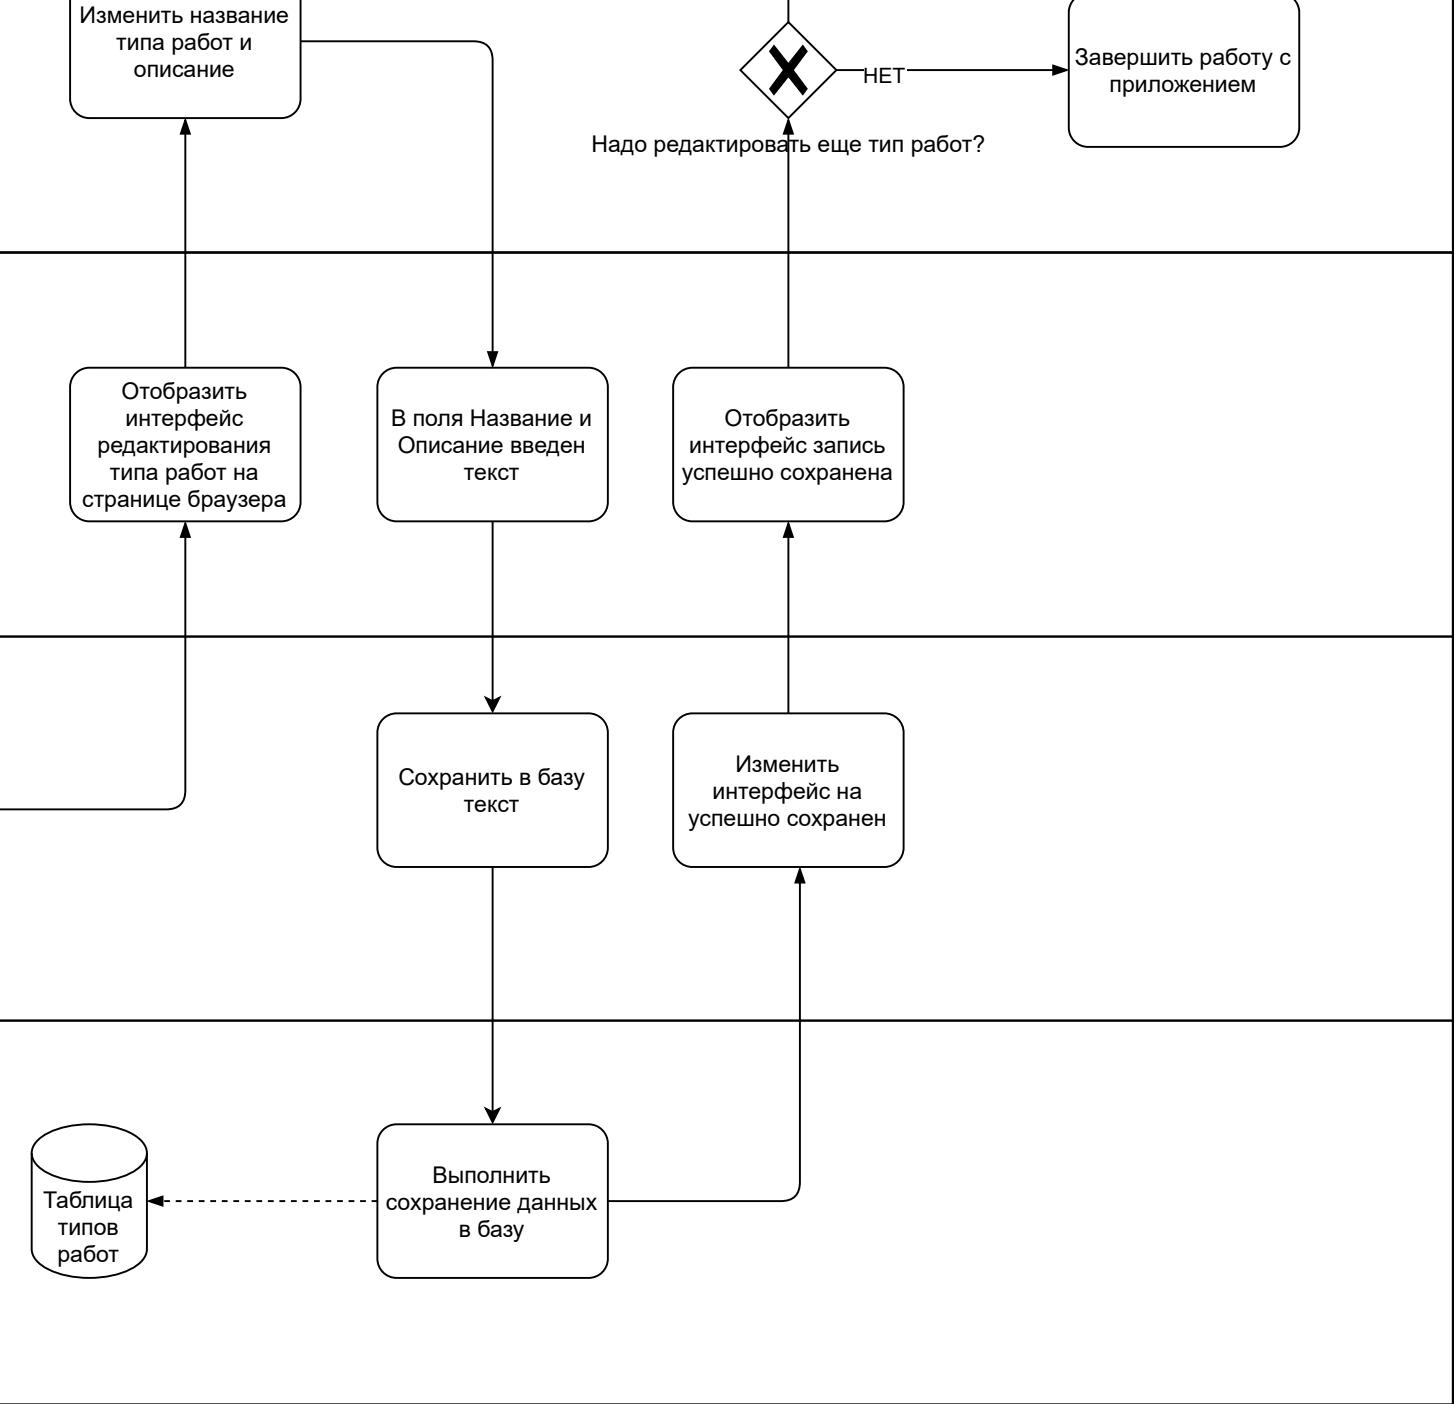 Изменить название
типа работ и
описание
НЕТ
Завершить работу с
приложением
Надо редактировать еще тип работ?
Отобразить
интерфейс
редактирования
типа работ на
странице браузера
В поля Название и
Описание введен
текст
Отобразить
интерфейс запись
успешно сохранена
Сохранить в базу
текст
Изменить
интерфейс на
успешно сохранен
Таблица
типов
работ
Выполнить
сохранение данных
в базу